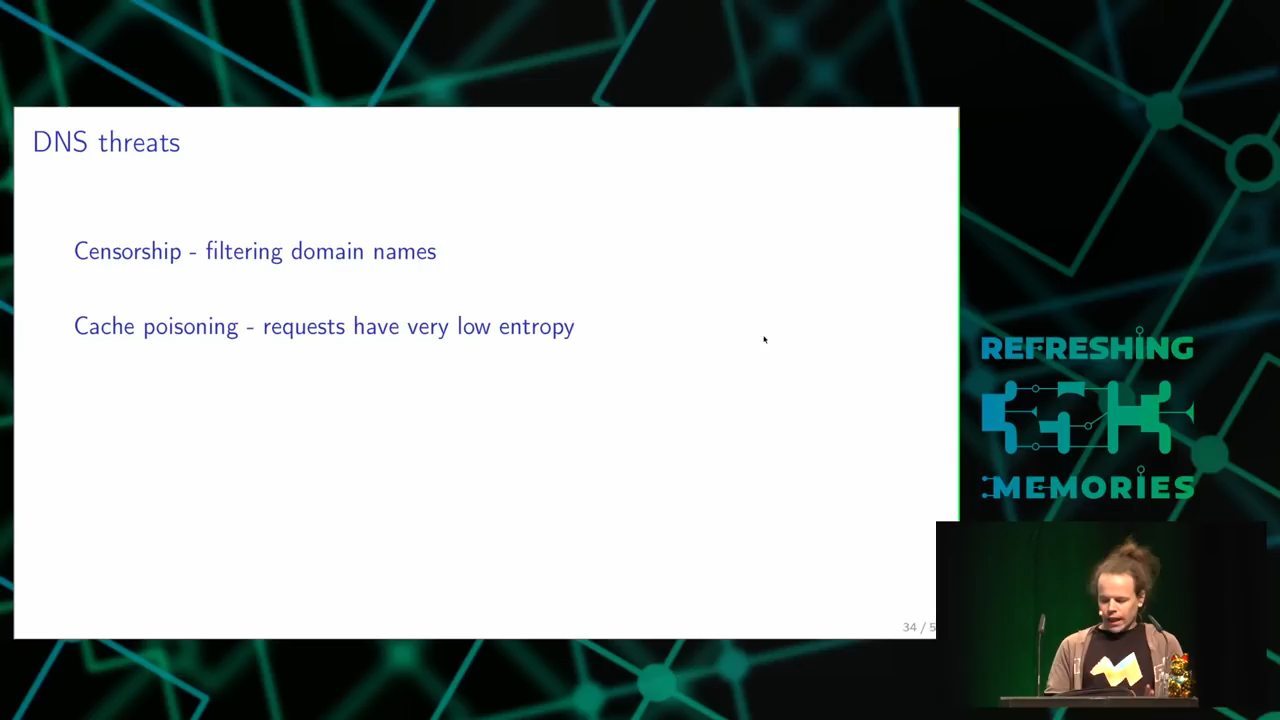 DNS threats
Censorship - filtering domain names
Cache poisoning - requests have very low entropy
34 / 5
REFRESHING
MEMORIES